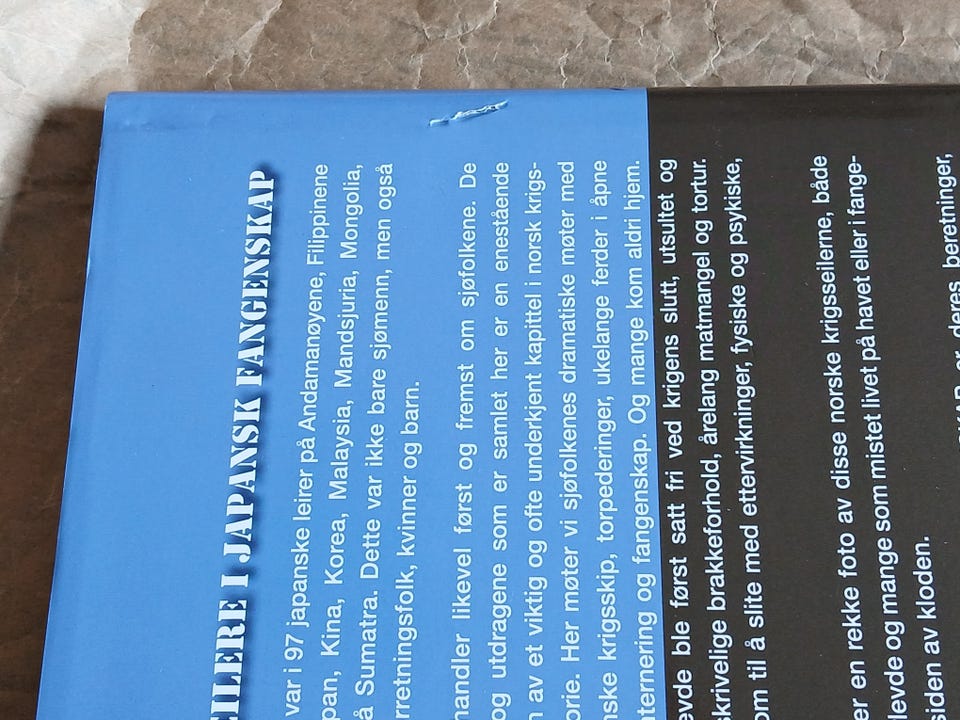 EILERE I JAPANSK FANGENSKAP
var i 97 japanske leirer på Andamanøyene, Filippinene
pan, Kina, Korea, Malaysia, Mandsjuria, Mongolia,
å Sumatra. Dette var ikke bare sjømenn, men også
rretningsfolk, kvinner og barn.
handler likevel først og fremst om sjøfolkene. De
og utdragene som er samlet her er en enestående
n av et viktig og ofte underkjent kapittel i norsk krigs-
orie. Her møter vi sjøfolkenes dramatiske møter med
nske krigsskip, torpederinger, ukelange ferder i åpne
nternering og fangenskap. Og mange kom aldri hjem.
evde ble først satt fri ved krigens slutt, utsultet og
skrivelige brakkeforhold, årelang matmangel og tortur.
om til å slite med ettervirkninger, fysiske og psykiske,
er en rekke foto av disse norske krigsseilerne, både
levde og mange som mistet livet på havet eller i fange-
siden av kloden.
SKAP er deres beretninger,